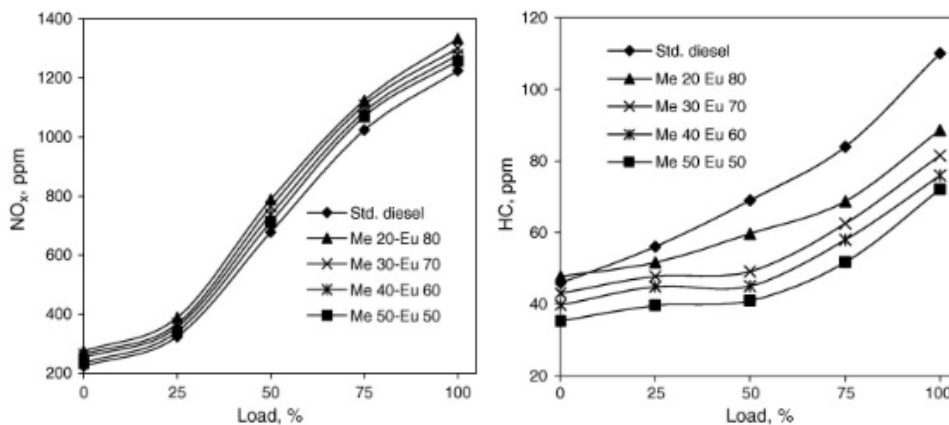 1400
1200
1000
800
600
400
200
NOx, ppm
0 25 50 75 100
Load, %
Std. diesel
Me 20-Eu 80
Me 30-Eu 70
Me 40-Eu 60
Me 50-Eu 50
120
100
80
60
40
20
HC, ppm
0 25 50 75 100
Load, %
Std. diesel
Me 20 Eu 80
Me 30 Eu 70
Me 40 Eu 60
Me 50 Eu 50